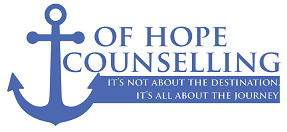 OF HOPE
COUNSELLING
IT'S NOT ABOUT THE DESTINATION,
IT'S ALL ABOUT THE JOURNEY